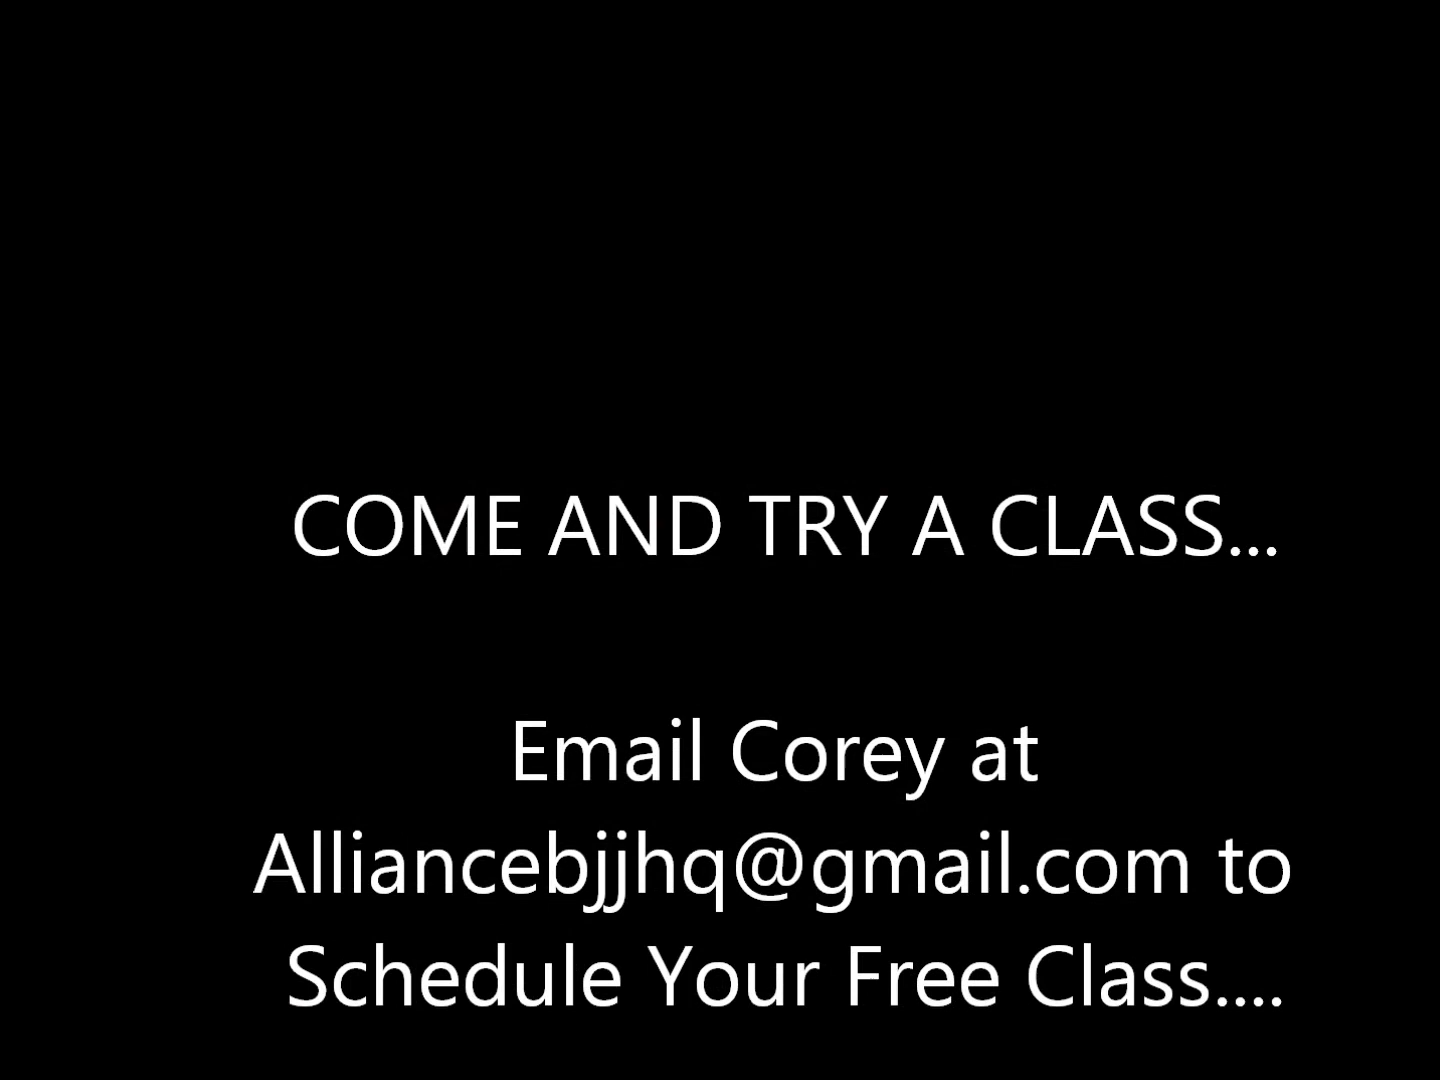 COME AND TRY A CLASS...
Email Corey at
Alliancebjjhq@gmail.com to
Schedule Your Free Class....